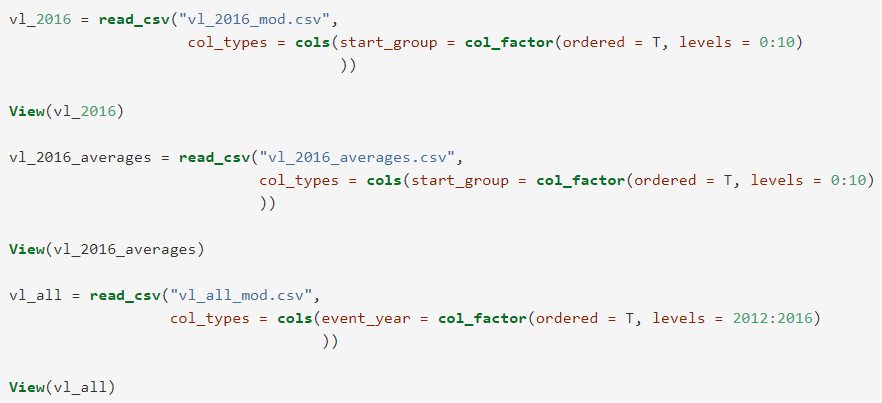 vl_2016 = read_csv("vl_2016_mod.csv",
                    col_types = cols(start_group = col_factor(ordered = T, levels = 0:10)
                                     ))
View(vl_2016)
vl_2016_averages = read_csv("vl_2016_averages.csv",
                            col_types = cols(start_group = col_factor(ordered = T, levels = 0:10)
                            ))
View(vl_2016_averages)
vl_all = read_csv("vl_all_mod.csv",
                  col_types = cols(event_year = col_factor(ordered = T, levels = 2012:2016)
                                   ))
View(vl_all)